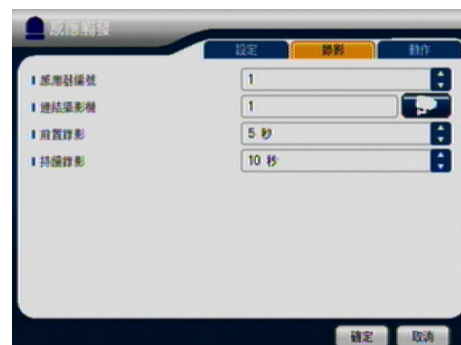 感應觸發
設定 錄影 動作
感應器編號 1
連結攝影機 1
前置錄影 5 秒
持續錄影 10 秒
確定 取消